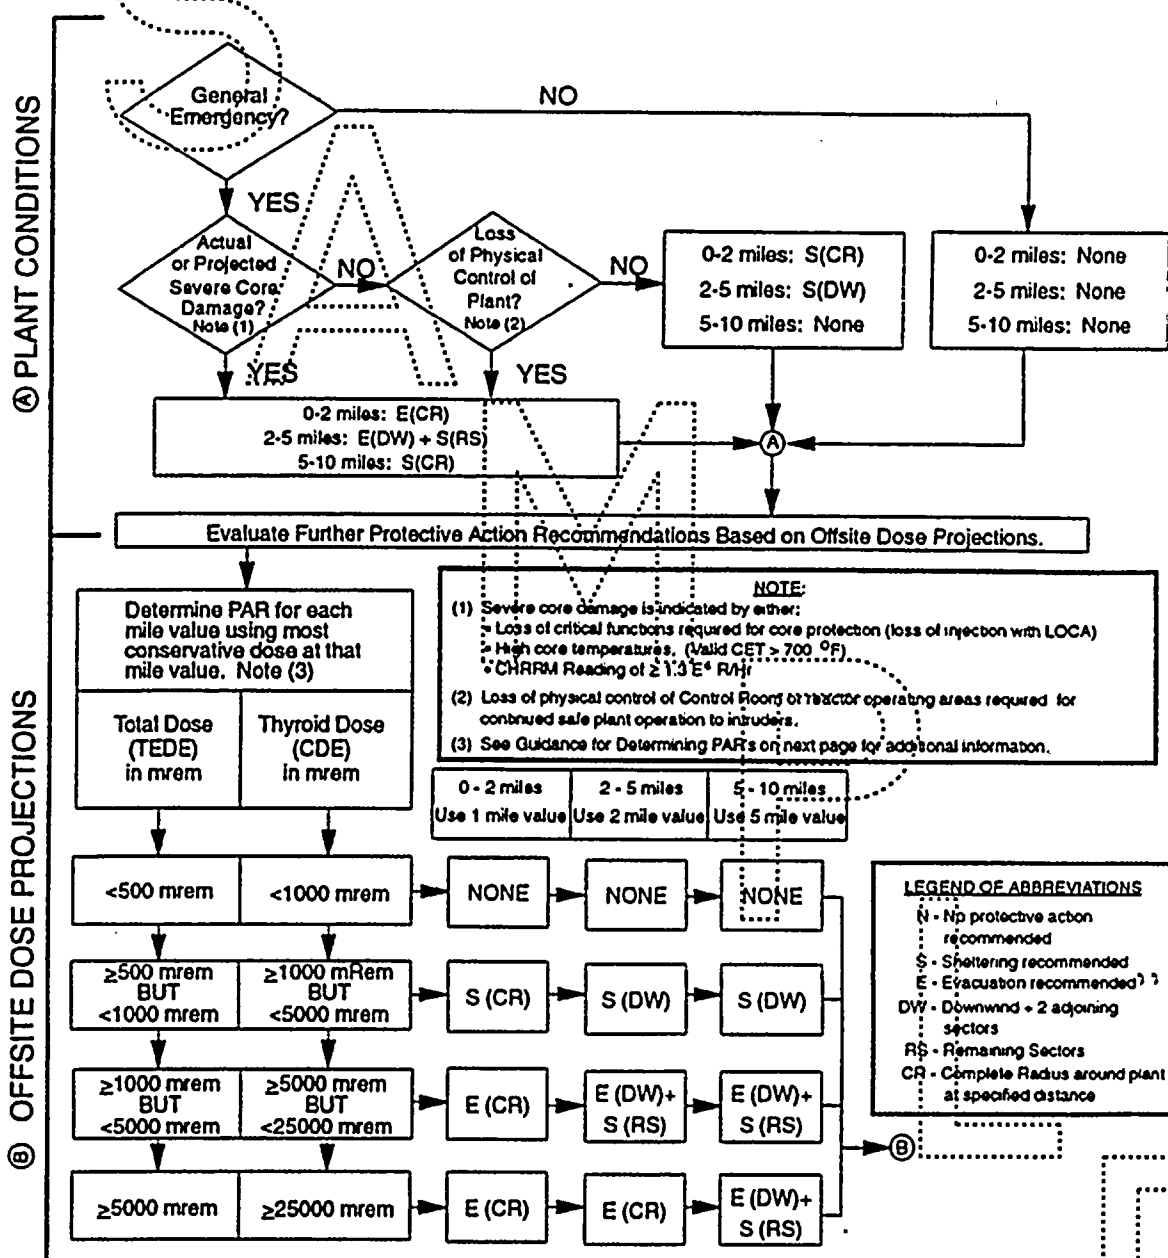 Ⓐ PLANT CONDITIONS
General
Emergency?
NO
YES
Actual
or Projected
Severe Core
Damage?
Note (1)
NO
Loss
of Physical
Control of
Plant?
Note (2)
NO
0-2 miles: S(CR)
2-5 miles: S(DW)
5-10 miles: None
0-2 miles: None
2-5 miles: None
5-10 miles: None
YES
YES
0-2 miles: E(CR)
2-5 miles: E(DW) + S(RS)
5-10 miles: S(CR)
A
Evaluate Further Protective Action Recommendations Based on Offsite Dose Projections.
Ⓑ OFFSITE DOSE PROJECTIONS
Determine PAR for each
mile value using most
conservative dose at that
mile value. Note (3)
Total Dose
(TEDE)
in mrem
Thyroid Dose
(CDE)
in mrem
NOTE:
(1) Severe core damage is indicated by either:
• Loss of critical functions required for core protection (loss of injection with LOCA)
• High core temperatures. (Valid CET > 700 °F)
• CHRRM Reading of ≥ 1.3 E⁴ R/Hr
(2) Loss of physical control of Control Room or reactor operating areas required for
continued safe plant operation to intruders.
(3) See Guidance for Determining PAR's on next page for additional information.
0 - 2 miles
Use 1 mile value
2 - 5 miles
Use 2 mile value
5 - 10 miles
Use 5 mile value
<500 mrem
<1000 mrem
NONE
NONE
NONE
≥500 mrem
BUT
<1000 mrem
≥1000 mRem
BUT
<5000 mrem
S (CR)
S (DW)
S (DW)
≥1000 mrem
BUT
<5000 mrem
≥5000 mrem
BUT
<25000 mrem
E (CR)
E (DW)+
S (RS)
E (DW)+
S (RS)
≥5000 mrem
≥25000 mrem
E (CR)
E (CR)
E (DW)+
S (RS)
B
LEGEND OF ABBREVIATIONS
N - No protective action
recommended
S - Sheltering recommended
E - Evacuation recommended
DW - Downwind + 2 adjoining
sectors
RS - Remaining Sectors
CR - Complete Radius around plant
at specified distance
SAMPL